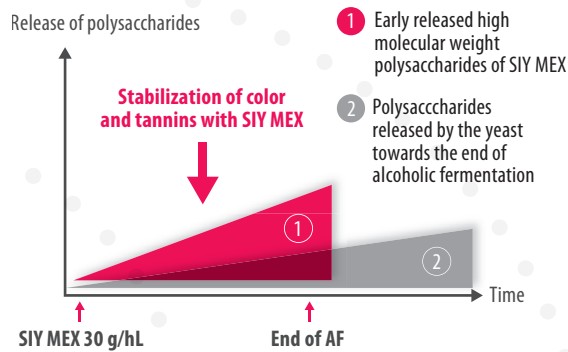 Release of polysaccharides
1 Early released high
molecular weight
polysaccharides of SIY MEX
2 Polysacccharides
released by the yeast
towards the end of
alcoholic fermentation
Stabilization of color
and tannins with SIY MEX
1
2
Time
SIY MEX 30 g/hL
End of AF